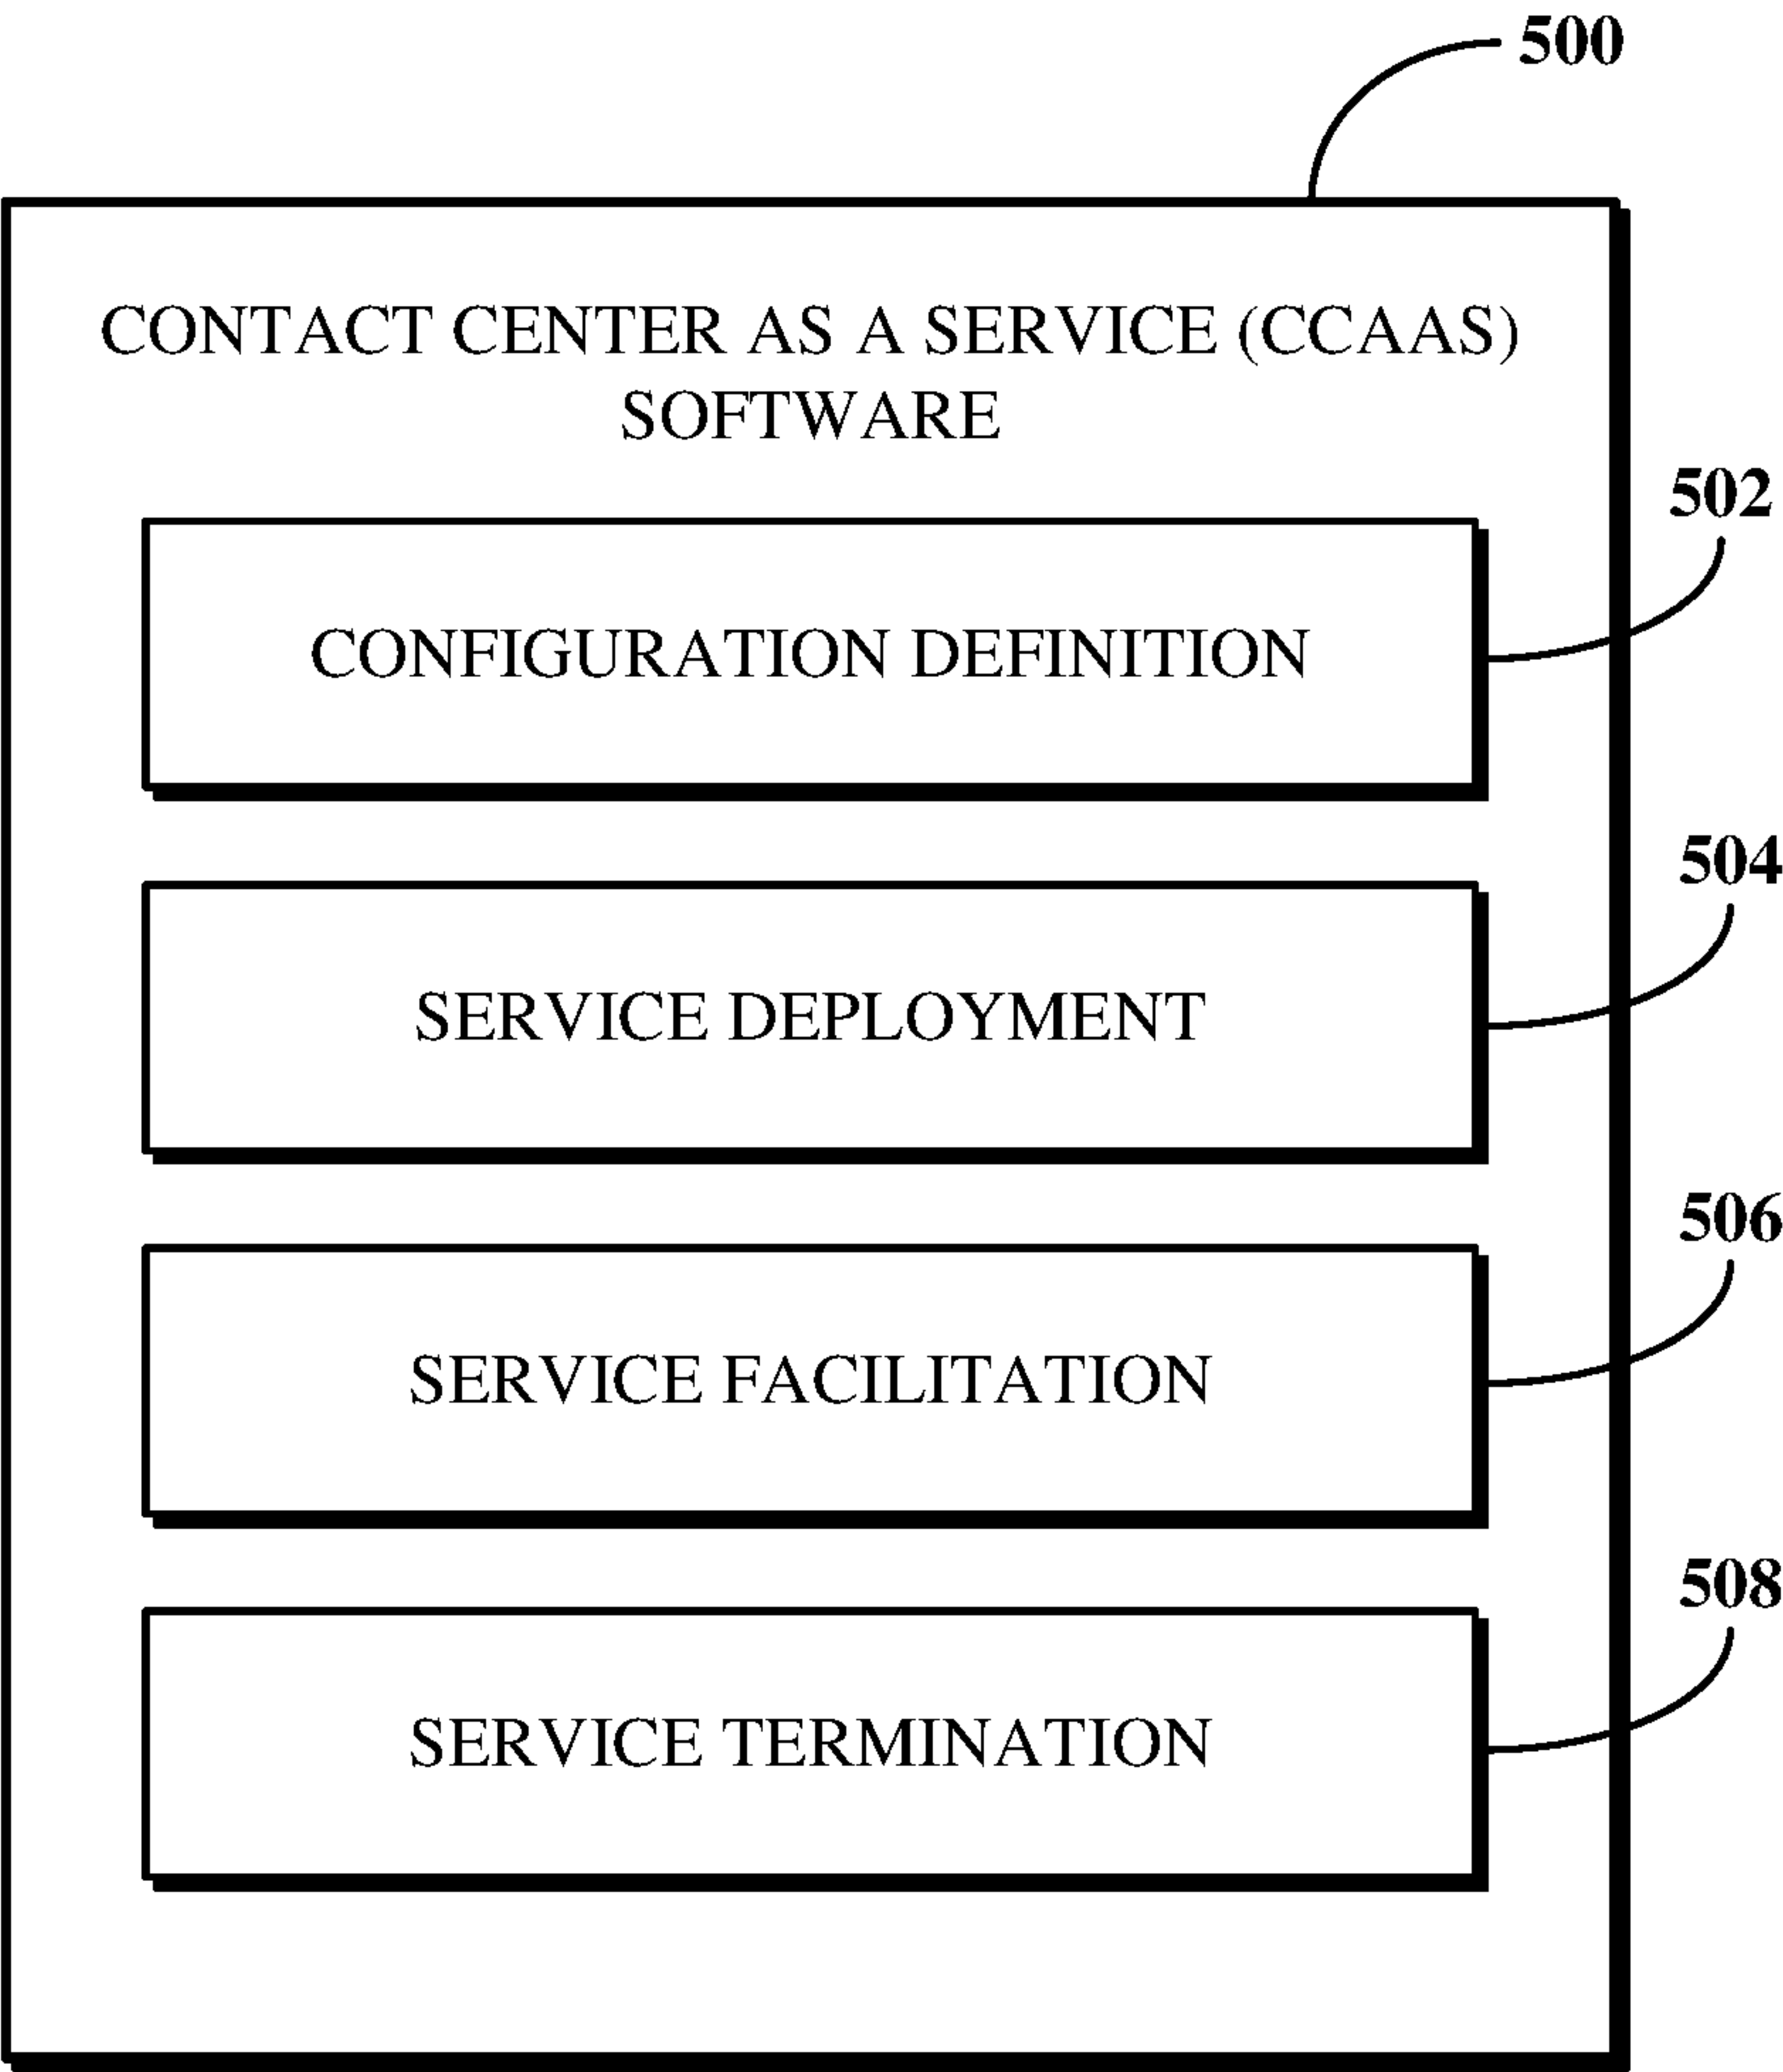 500
CONTACT CENTER AS A SERVICE (CCAAS)
SOFTWARE
502
CONFIGURATION DEFINITION
504
SERVICE DEPLOYMENT
506
SERVICE FACILITATION
508
SERVICE TERMINATION